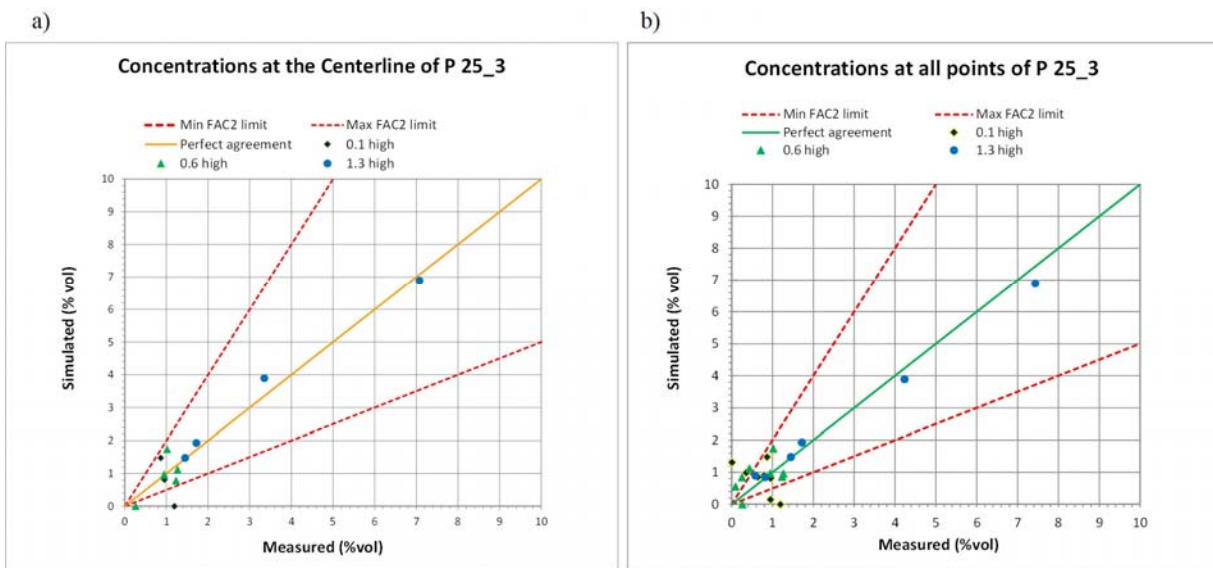 a)
Concentrations at the Centerline of P 25_3
Min FAC2 limit
Max FAC2 limit
Perfect agreement
0.1 high
0.6 high
1.3 high
10
9
8
7
6
5
4
3
2
1
0
Simulated (% vol)
0 1 2 3 4 5 6 7 8 9 10
Measured (%vol)
b)
Concentrations at all points of P 25_3
Min FAC2 limit
Max FAC2 limit
Perfect agreement
0.1 high
0.6 high
1.3 high
10
9
8
7
6
5
4
3
2
1
0
Simulated (% vol)
0 1 2 3 4 5 6 7 8 9 10
Measured (%vol)